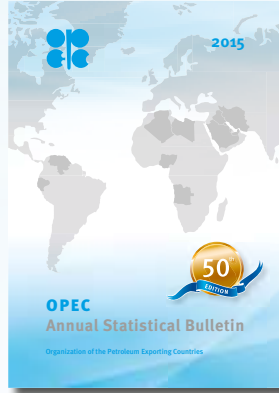 2015
50th
EDITION
OPEC
Annual Statistical Bulletin
Organization of the Petroleum Exporting Countries